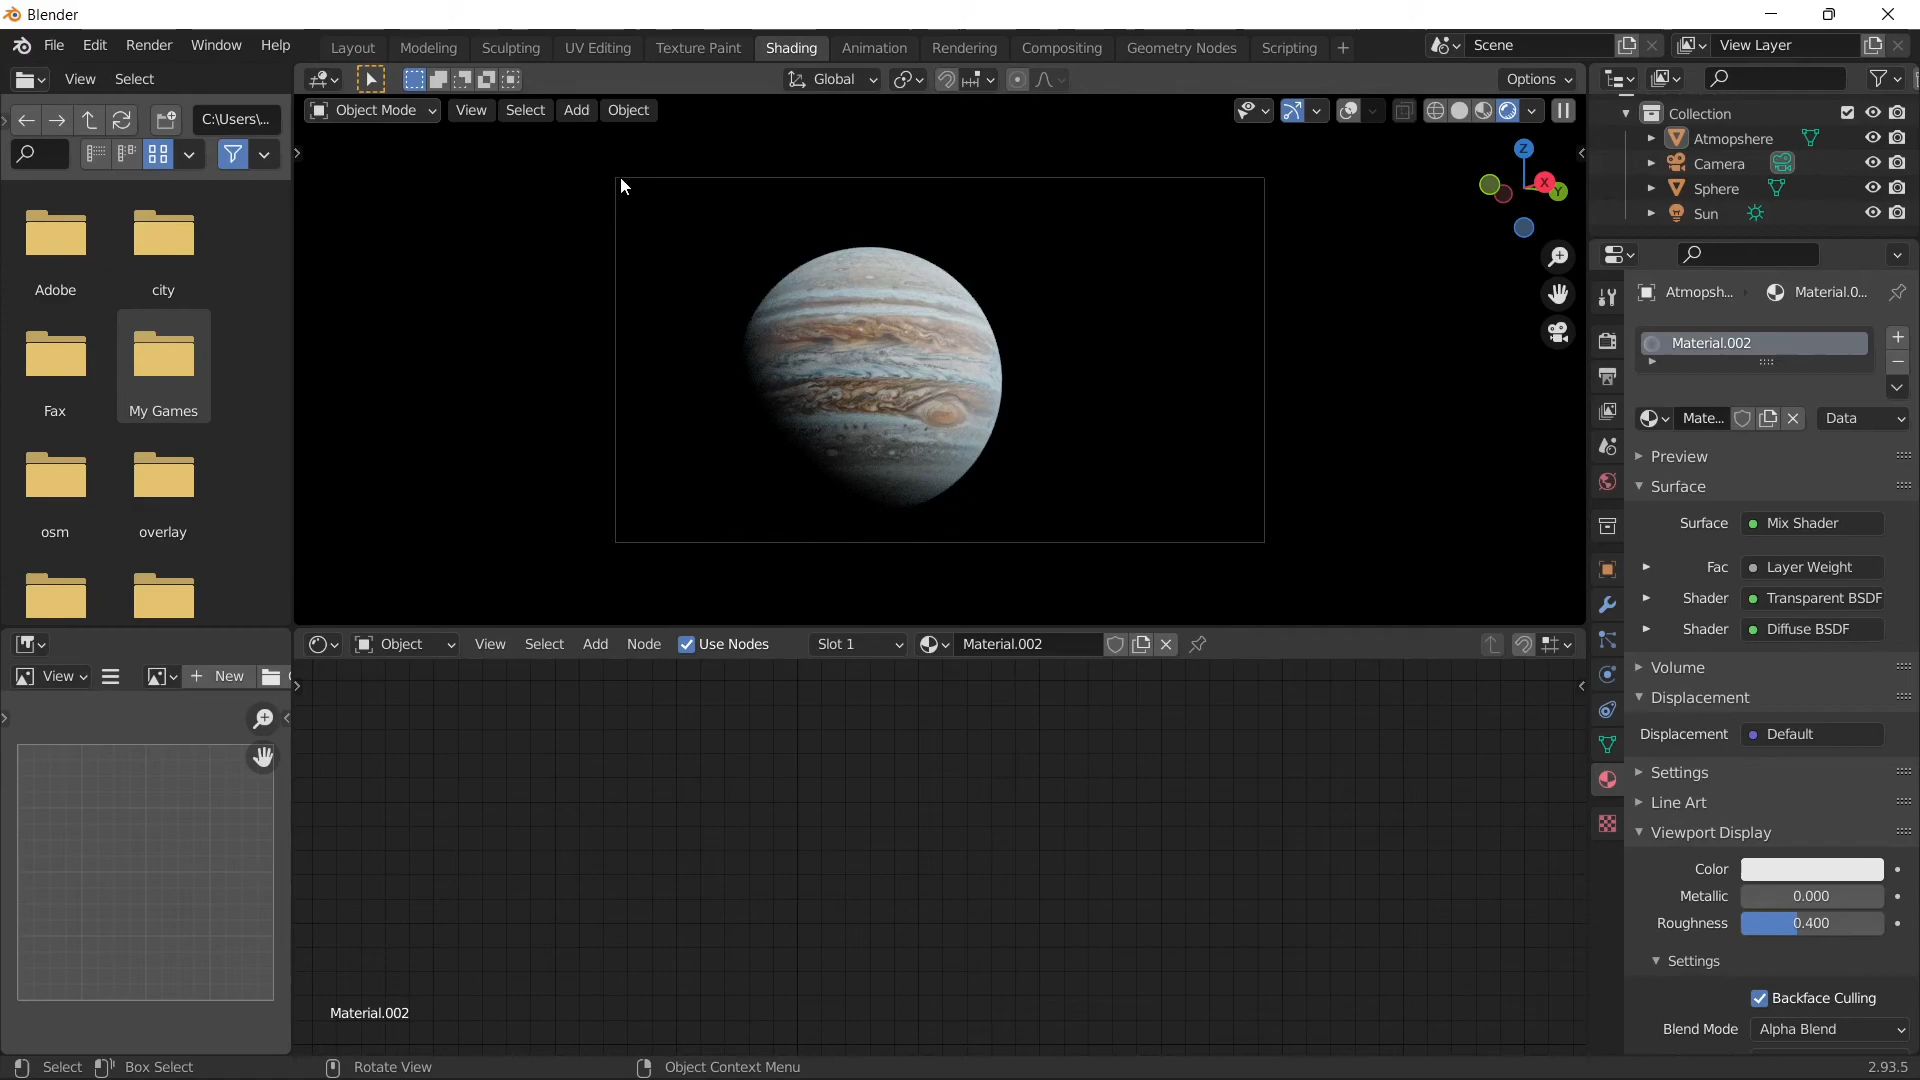 Blender
File Edit Render Window Help Layout Modeling Sculpting UV Editing Texture Paint Shading Animation Rendering Compositing Geometry Nodes Scripting + Scene View Layer
View Select Global Options
C:\Users\... Object Mode View Select Add Object
Collection
Atmopshere
Camera
Sphere
Sun
Adobe city
Fax My Games
osm overlay
Z
X
Y
Atmopsh... Material.0...
Material.002
Mate... Data
Preview
Surface
Surface Mix Shader
Fac Layer Weight
Shader Transparent BSDF
Shader Diffuse BSDF
Volume
Displacement
Displacement Default
Settings
Line Art
Viewport Display
Color
Metallic 0.000
Roughness 0.400
Settings
Backface Culling
Blend Mode Alpha Blend
Object View Select Add Node Use Nodes Slot 1 Material.002
View New
Material.002
Select Box Select Rotate View Object Context Menu 2.93.5